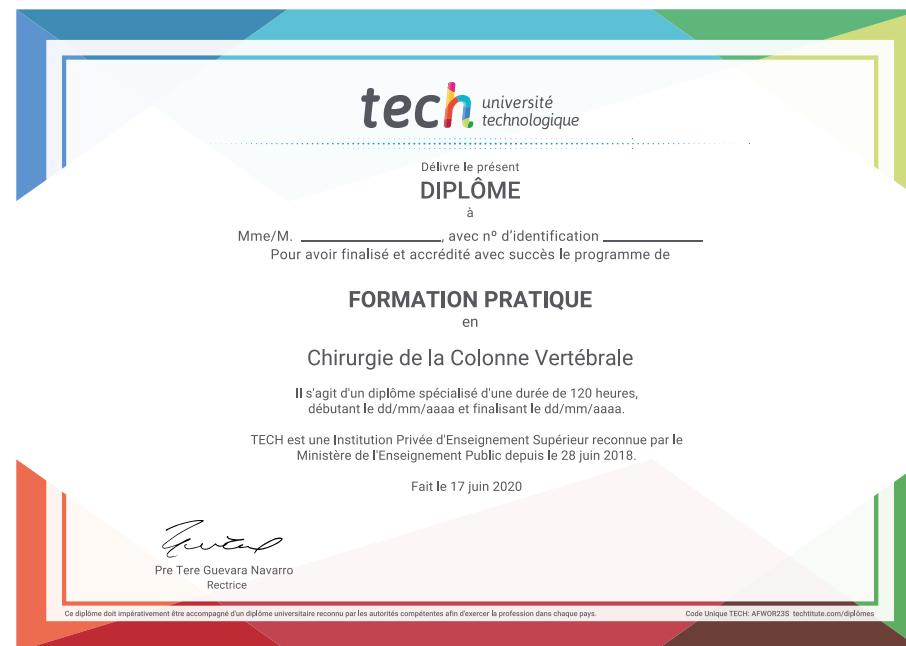 tech université
technologique
Délivre le présent
DIPLÔME
à
Mme/M. ____________________, avec nº d'identification ______________
Pour avoir finalisé et accrédité avec succès le programme de
FORMATION PRATIQUE
en
Chirurgie de la Colonne Vertébrale
Il s'agit d'un diplôme spécialisé d'une durée de 120 heures,
débutant le dd/mm/aaaa et finalisant le dd/mm/aaaa.
TECH est une Institution Privée d'Enseignement Supérieur reconnue par le
Ministère de l'Enseignement Public depuis le 28 juin 2018.
Fait le 17 juin 2020
Pre Tere Guevara Navarro
Rectrice
Ce diplôme doit impérativement être accompagné d'un diplôme universitaire reconnu par les autorités compétentes afin d'exercer la profession dans chaque pays.
Code Unique TECH: AFWOR23S techtitute.com/diplômes